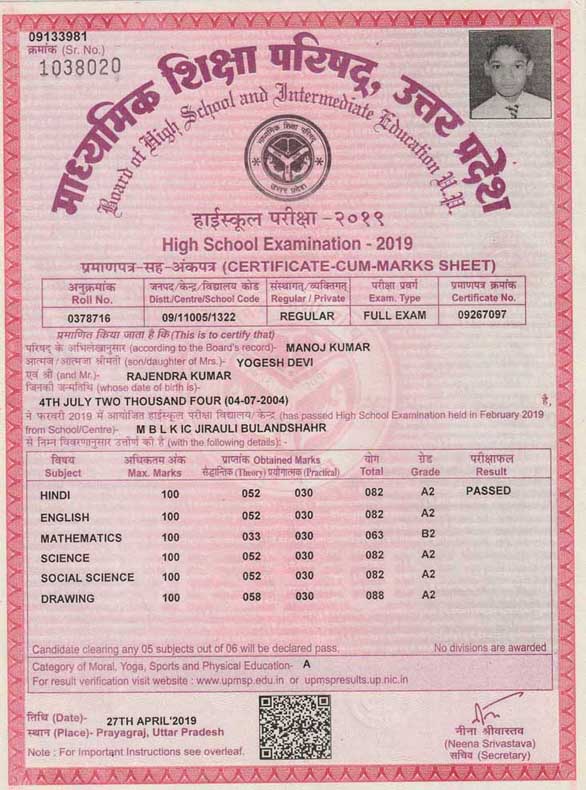 09133981
क्रमांक (Sr. No.)
1038020
माध्यमिक शिक्षा परिषद्, उत्तर प्रदेश
Board of High School and Intermediate Education U.P.
माध्यमिक शिक्षा परिषद्
उत्तर प्रदेश
हाईस्कूल परीक्षा - २०१९
High School Examination - 2019
प्रमाणपत्र-सह-अंकपत्र (CERTIFICATE-CUM-MARKS SHEET)
अनुक्रमांक जनपद/केन्द्र/विद्यालय कोड संस्थागत/व्यक्तिगत परीक्षा प्रवर्ग प्रमाणपत्र क्रमांक
Roll No. Distt./Centre/School Code Regular / Private Exam. Type Certificate No.
0378716 09/11005/1322 REGULAR FULL EXAM 09267097
प्रमाणित किया जाता है कि (This is to certify that)
परिषद् के अभिलेखानुसार (according to the Board's record)- MANOJ KUMAR
आत्मज/आत्मजा श्रीमती (son/daughter of Mrs.)- YOGESH DEVI
एवं श्री (and Mr.)- RAJENDRA KUMAR
जिनकी जन्मतिथि (whose date of birth is)-
4TH JULY TWO THOUSAND FOUR (04-07-2004) है,
ने फरवरी 2019 में आयोजित हाईस्कूल परीक्षा विद्यालय/केन्द्र (has passed High School Examination held in February 2019
from School/Centre)- M B L K IC JIRAULI BULANDSHAHR
से निम्न विवरणानुसार उत्तीर्ण की है (with the following details):-
विषय अधिकतम अंक प्राप्तांक Obtained Marks योग ग्रेड परीक्षाफल
Subject Max. Marks सैद्धान्तिक (Theory) प्रयोगात्मक (Practical) Total Grade Result
HINDI 100 052 030 082 A2 PASSED
ENGLISH 100 052 030 082 A2
MATHEMATICS 100 033 030 063 B2
SCIENCE 100 052 030 082 A2
SOCIAL SCIENCE 100 052 030 082 A2
DRAWING 100 058 030 088 A2
Candidate clearing any 05 subjects out of 06 will be declared pass. No divisions are awarded
Category of Moral, Yoga, Sports and Physical Education- A
For result verification visit website : www.upmsp.edu.in or upmspresults.up.nic.in
तिथि (Date)- 27TH APRIL'2019
स्थान (Place)- Prayagraj, Uttar Pradesh
Note : For Important Instructions see overleaf.
नीना श्रीवास्तव
(Neena Srivastava)
सचिव (Secretary)